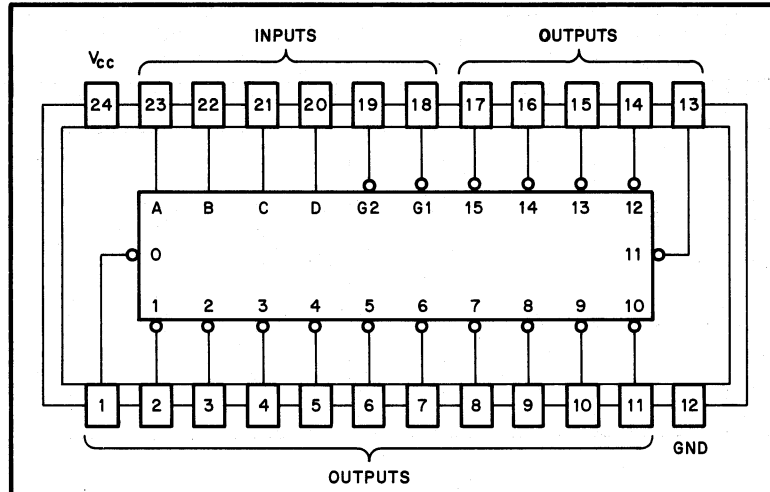 INPUTS OUTPUTS
Vcc
24 23 22 21 20 19 18 17 16 15 14 13
A B C D G2 G1 15 14 13 12
0 11
1 2 3 4 5 6 7 8 9 10
1 2 3 4 5 6 7 8 9 10 11 12
GND
OUTPUTS